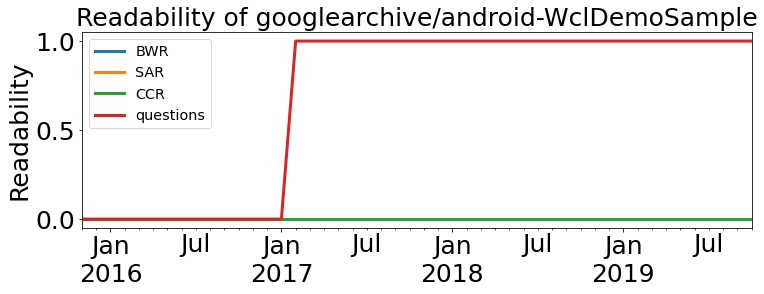 Readability of googlearchive/android-WclDemoSample
BWR
SAR
CCR
questions
Readability
1.0
0.5
0.0
Jan Jul Jan Jul Jan Jul Jan Jul
2016 2017 2018 2019